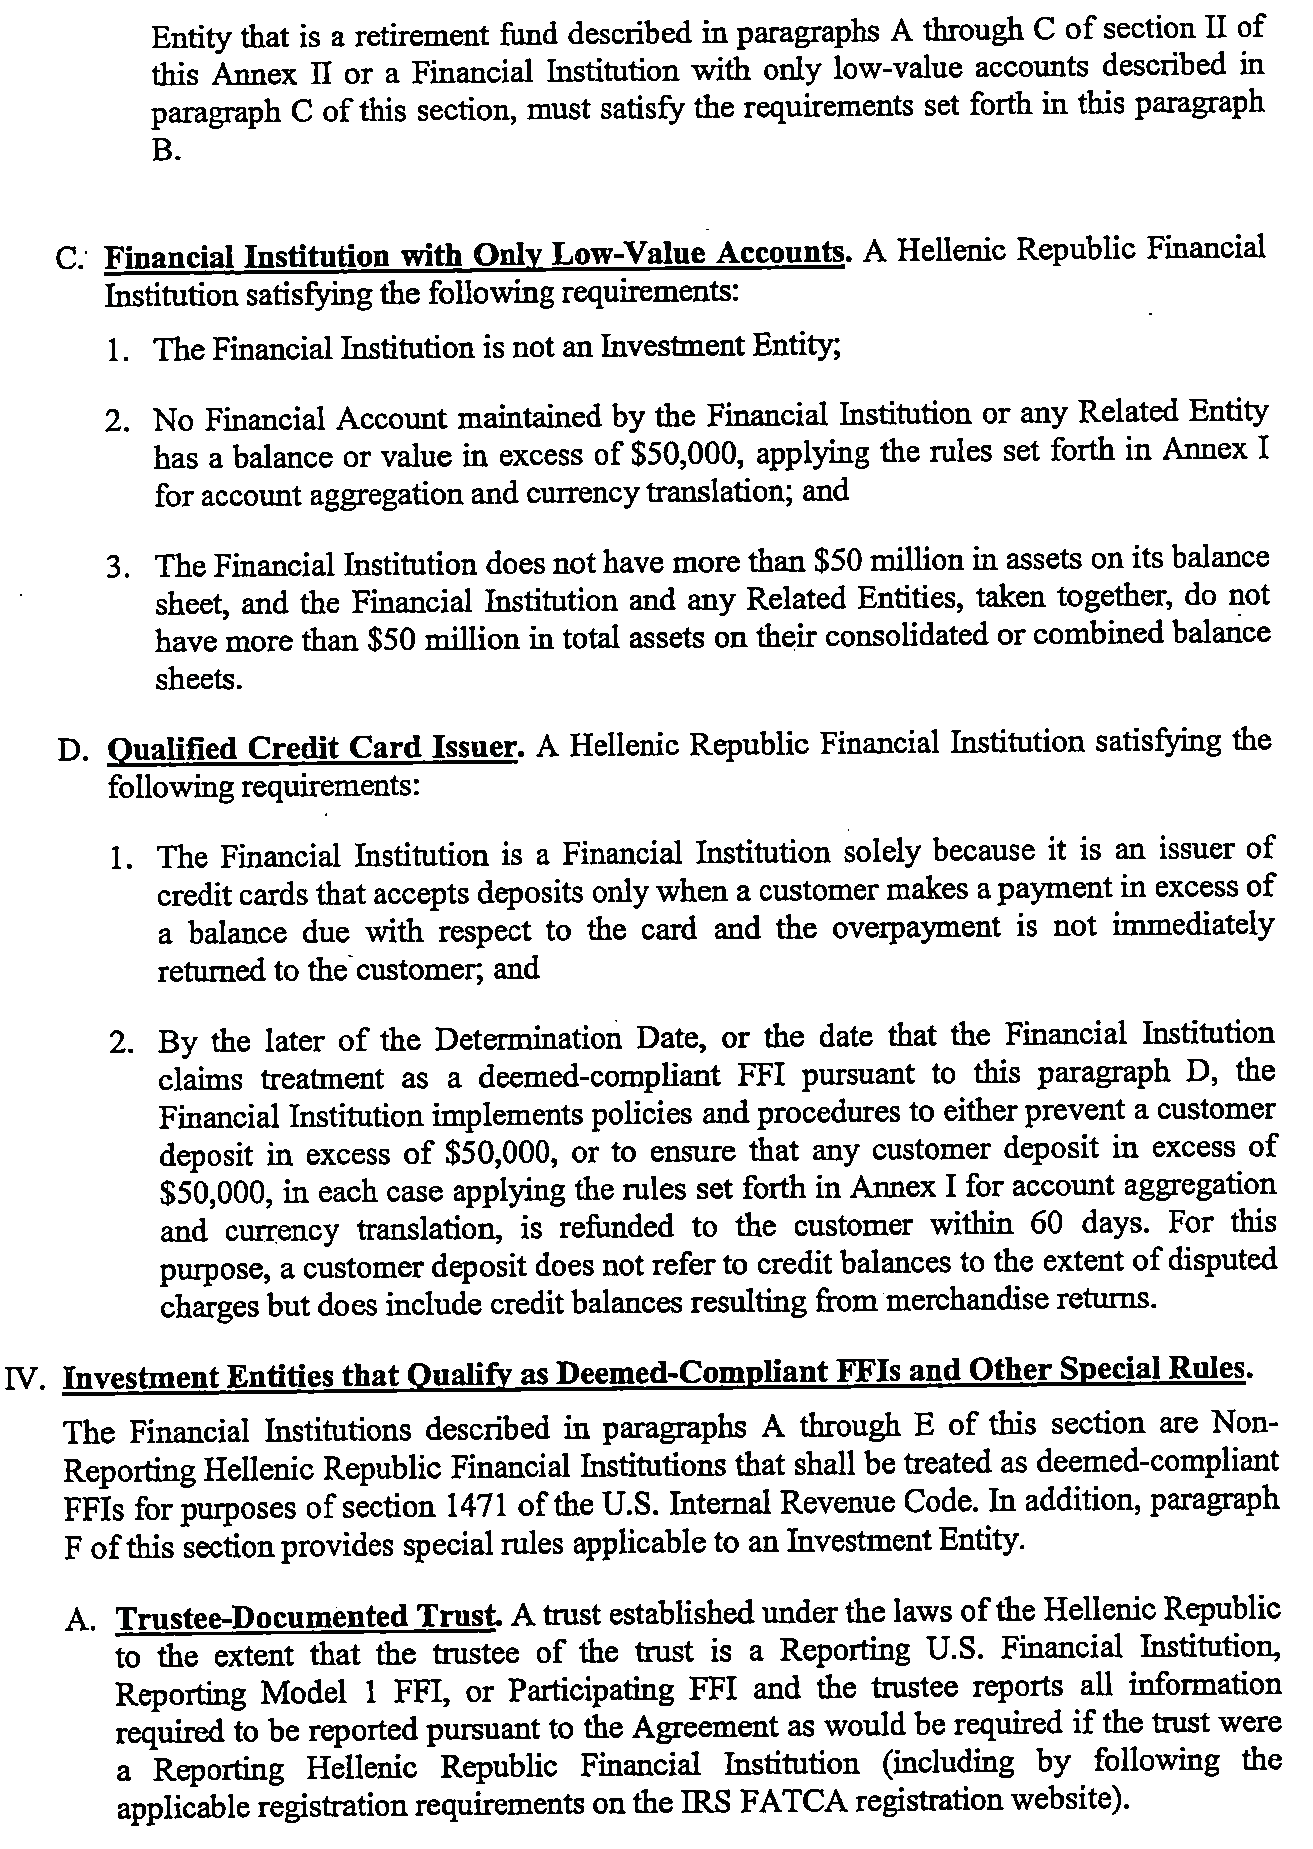 Entity that is a retirement fund described in paragraphs A through C of section II of
this Annex II or a Financial Institution with only low-value accounts described in
paragraph C of this section, must satisfy the requirements set forth in this paragraph
B.
C. Financial Institution with Only Low-Value Accounts. A Hellenic Republic Financial
Institution satisfying the following requirements:
1. The Financial Institution is not an Investment Entity;
2. No Financial Account maintained by the Financial Institution or any Related Entity
has a balance or value in excess of $50,000, applying the rules set forth in Annex I
for account aggregation and currency translation; and
3. The Financial Institution does not have more than $50 million in assets on its balance
sheet, and the Financial Institution and any Related Entities, taken together, do not
have more than $50 million in total assets on their consolidated or combined balance
sheets.
D. Qualified Credit Card Issuer. A Hellenic Republic Financial Institution satisfying the
following requirements:
1. The Financial Institution is a Financial Institution solely because it is an issuer of
credit cards that accepts deposits only when a customer makes a payment in excess of
a balance due with respect to the card and the overpayment is not immediately
returned to the customer; and
2. By the later of the Determination Date, or the date that the Financial Institution
claims treatment as a deemed-compliant FFI pursuant to this paragraph D, the
Financial Institution implements policies and procedures to either prevent a customer
deposit in excess of $50,000, or to ensure that any customer deposit in excess of
$50,000, in each case applying the rules set forth in Annex I for account aggregation
and currency translation, is refunded to the customer within 60 days. For this
purpose, a customer deposit does not refer to credit balances to the extent of disputed
charges but does include credit balances resulting from merchandise returns.
IV. Investment Entities that Qualify as Deemed-Compliant FFIs and Other Special Rules.
The Financial Institutions described in paragraphs A through E of this section are Non-
Reporting Hellenic Republic Financial Institutions that shall be treated as deemed-compliant
FFIs for purposes of section 1471 of the U.S. Internal Revenue Code. In addition, paragraph
F of this section provides special rules applicable to an Investment Entity.
A. Trustee-Documented Trust. A trust established under the laws of the Hellenic Republic
to the extent that the trustee of the trust is a Reporting U.S. Financial Institution,
Reporting Model 1 FFI, or Participating FFI and the trustee reports all information
required to be reported pursuant to the Agreement as would be required if the trust were
a Reporting Hellenic Republic Financial Institution (including by following the
applicable registration requirements on the IRS FATCA registration website).